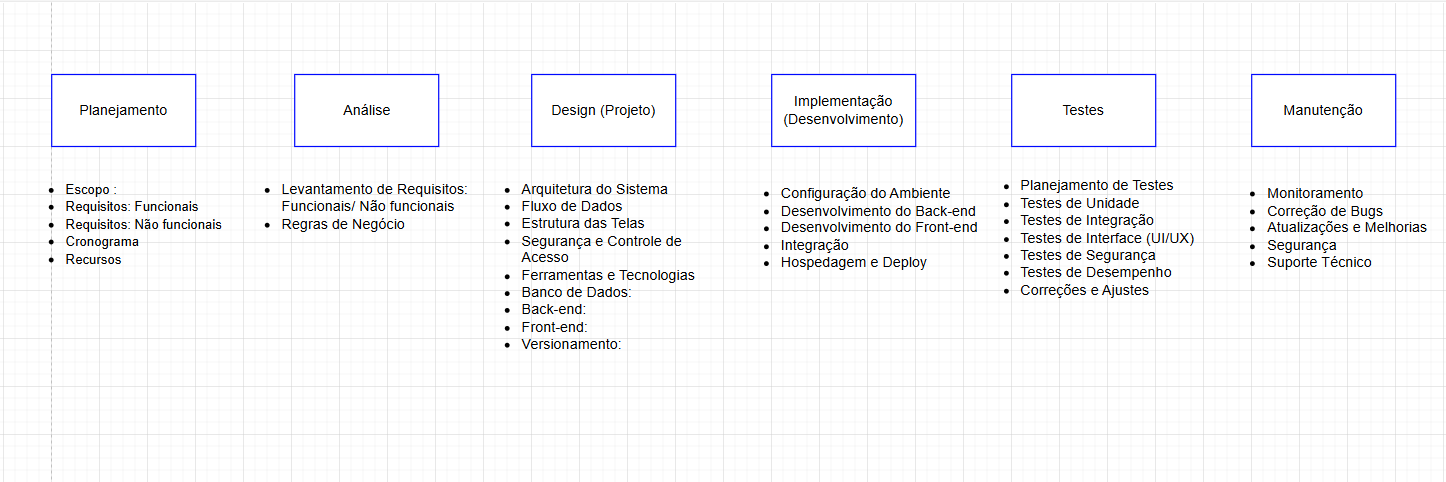 Planejamento
Escopo :
Requisitos: Funcionais
Requisitos: Não funcionais
Cronograma
Recursos
Análise
Levantamento de Requisitos:
Funcionais/ Não funcionais
Regras de Negócio
Design (Projeto)
Arquitetura do Sistema
Fluxo de Dados
Estrutura das Telas
Segurança e Controle de
Acesso
Ferramentas e Tecnologias
Banco de Dados:
Back-end:
Front-end:
Versionamento:
Implementação
(Desenvolvimento)
Configuração do Ambiente
Desenvolvimento do Back-end
Desenvolvimento do Front-end
Integração
Hospedagem e Deploy
Testes
Planejamento de Testes
Testes de Unidade
Testes de Integração
Testes de Interface (UI/UX)
Testes de Segurança
Testes de Desempenho
Correções e Ajustes
Manutenção
Monitoramento
Correção de Bugs
Atualizações e Melhorias
Segurança
Suporte Técnico